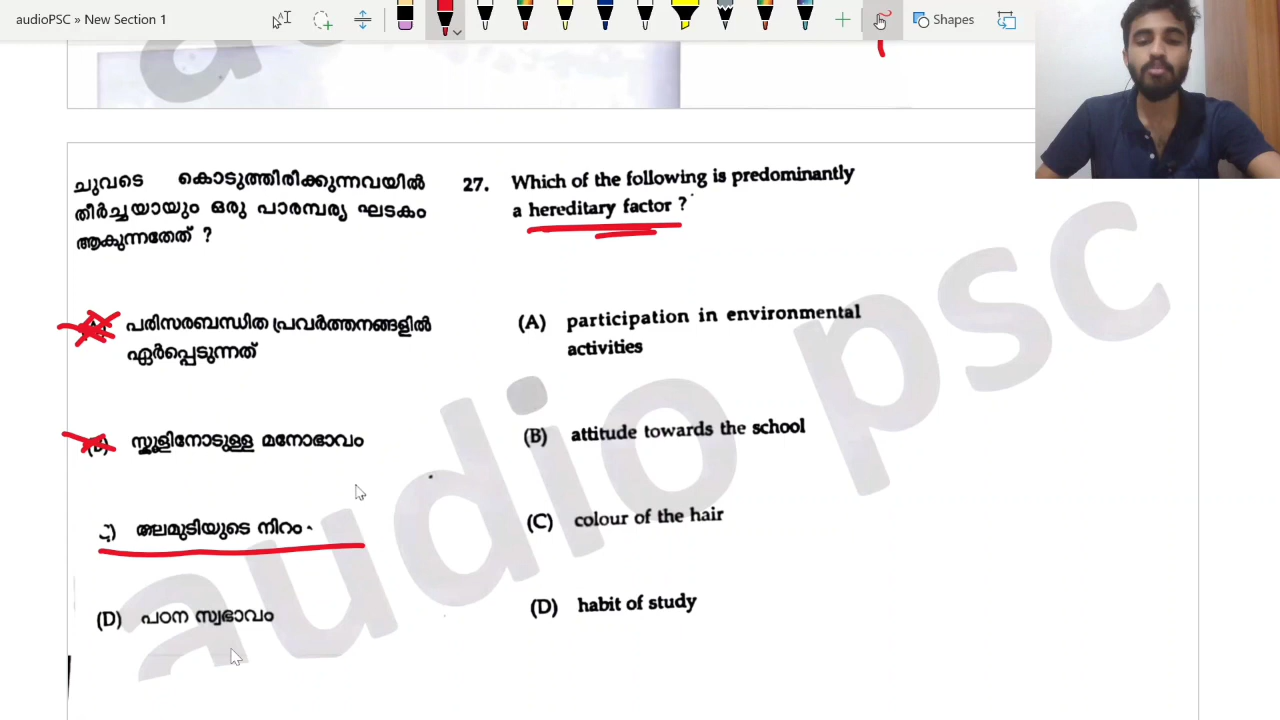 audioPSC » New Section 1
Shapes
ചുവടെ കൊടുത്തിരിക്കുന്നവയിൽ
തീർച്ചയായും ഒരു പാരമ്പര്യ ഘടകം
ആകുന്നതേത് ?
27. Which of the following is predominantly
a hereditary factor ?
പരിസരബന്ധിത പ്രവർത്തനങ്ങളിൽ
ഏർപ്പെടുന്നത്
(A) participation in environmental
activities
സ്കൂളിനോടുള്ള മനോഭാവം
(B) attitude towards the school
തലമുടിയുടെ നിറം
(C) colour of the hair
(D) പഠന സ്വഭാവം
(D) habit of study
audio psc